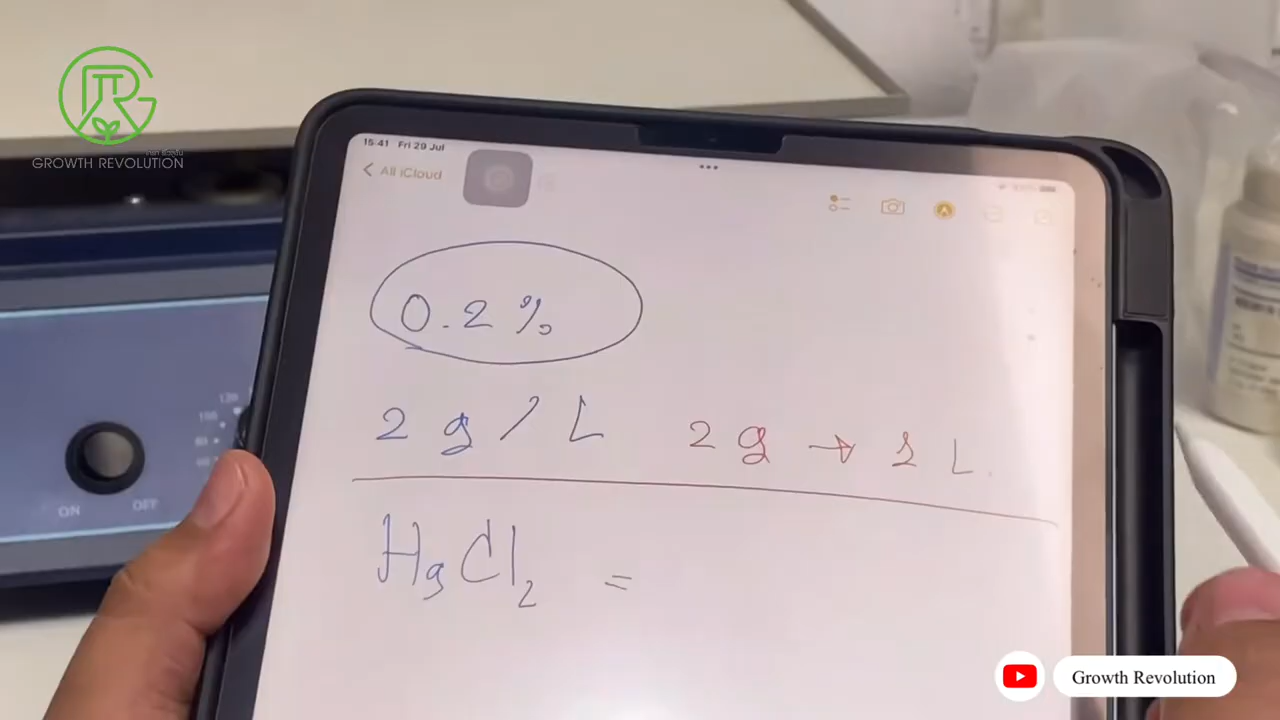 GROWTH REVOLUTION
15:41 Fri 29 Jul
All iCloud
0.2 %
2 g / L 2 g → 1 L.
HgCl2 =
ON OFF
Growth Revolution